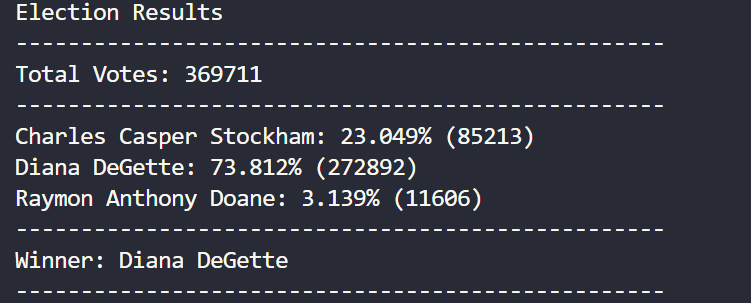 Election Results
--------------------------------------------------
Total Votes: 369711
--------------------------------------------------
Charles Casper Stockham: 23.049% (85213)
Diana DeGette: 73.812% (272892)
Raymon Anthony Doane: 3.139% (11606)
--------------------------------------------------
Winner: Diana DeGette
--------------------------------------------------